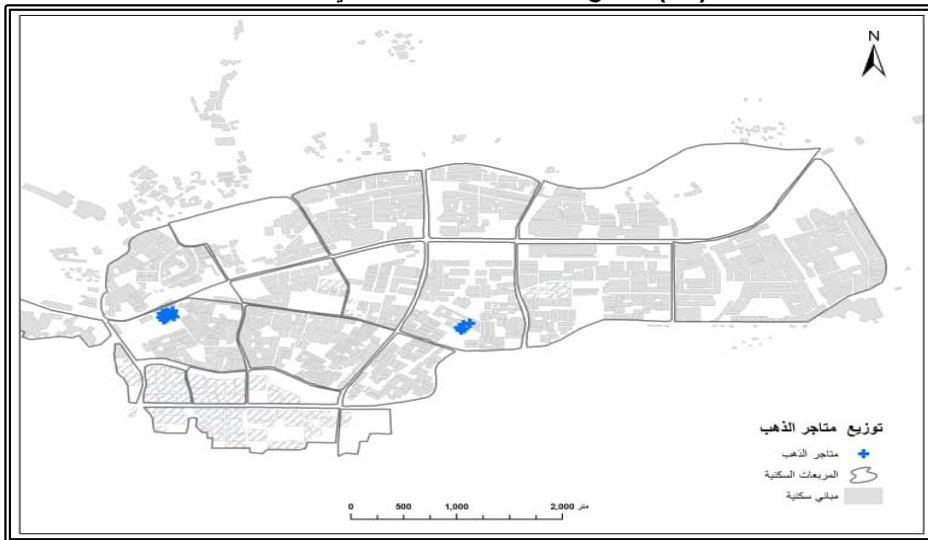 N
توزيع متاجر الذهب
متاجر الذهب
المربعات السكنية
مباني سكنية
0 500 1,000 2,000 متر